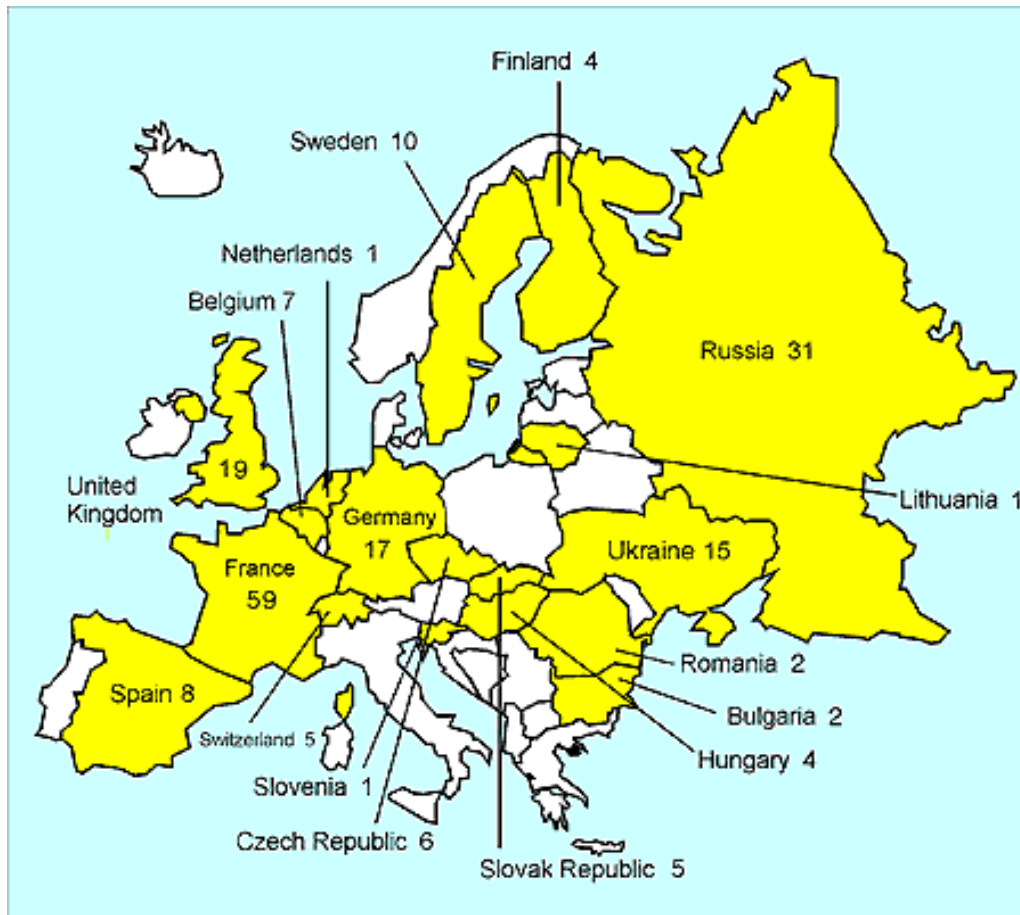 Finland 4
Sweden 10
Netherlands 1
Belgium 7
Russia 31
19
United
Kingdom
Lithuania 1
Germany
17
Ukraine 15
France
59
Romania 2
Spain 8
Bulgaria 2
Switzerland 5
Hungary 4
Slovenia 1
Czech Republic 6
Slovak Republic 5